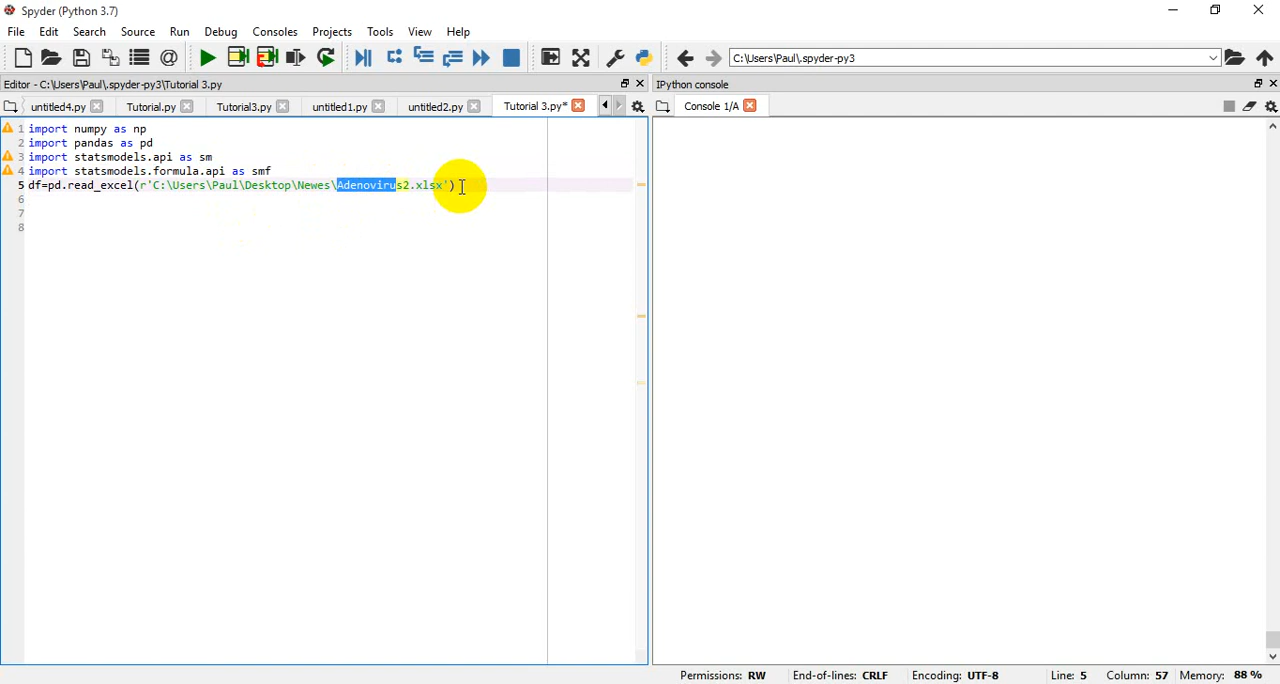 Spyder (Python 3.7)
File Edit Search Source Run Debug Consoles Projects Tools View Help
C:\Users\Paul\.spyder-py3
Editor - C:\Users\Paul\.spyder-py3\Tutorial 3.py
IPython console
untitled4.py Tutorial.py Tutorial3.py untitled1.py untitled2.py Tutorial 3.py*
Console 1/A
1 import numpy as np
2 import pandas as pd
3 import statsmodels.api as sm
4 import statsmodels.formula.api as smf
5 df=pd.read_excel(r'C:\Users\Paul\Desktop\Newes\Adenovirus2.xlsx')
6
7
8
Permissions: RW End-of-lines: CRLF Encoding: UTF-8 Line: 5 Column: 57 Memory: 88 %